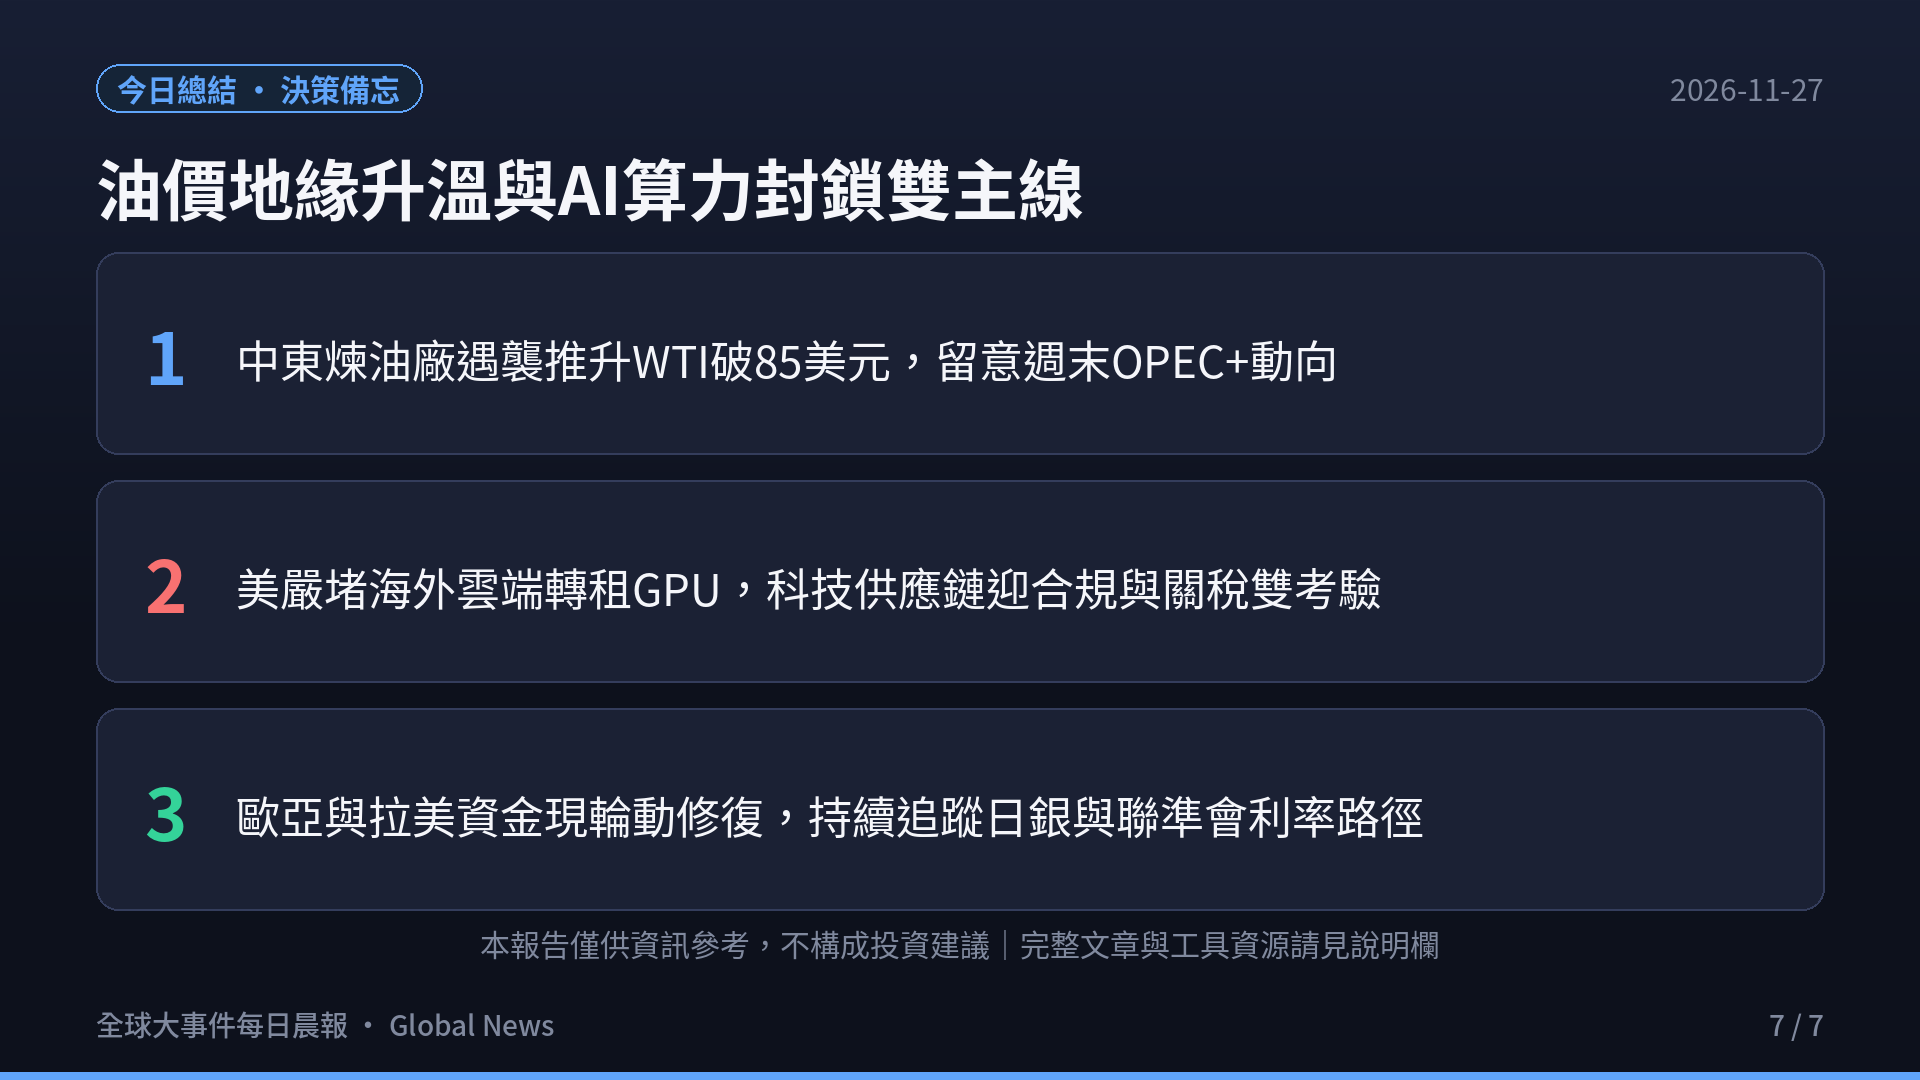 今日總結 • 決策備忘
2026-11-27
油價地緣升溫與AI算力封鎖雙主線
1
中東煉油廠遇襲推升WTI破85美元，留意週末OPEC+動向
2
美嚴堵海外雲端轉租GPU，科技供應鏈迎合規與關稅雙考驗
3
歐亞與拉美資金現輪動修復，持續追蹤日銀與聯準會利率路徑
本報告僅供資訊參考，不構成投資建議｜完整文章與工具資源請見說明欄
全球大事件每日晨報 • Global News
7 / 7